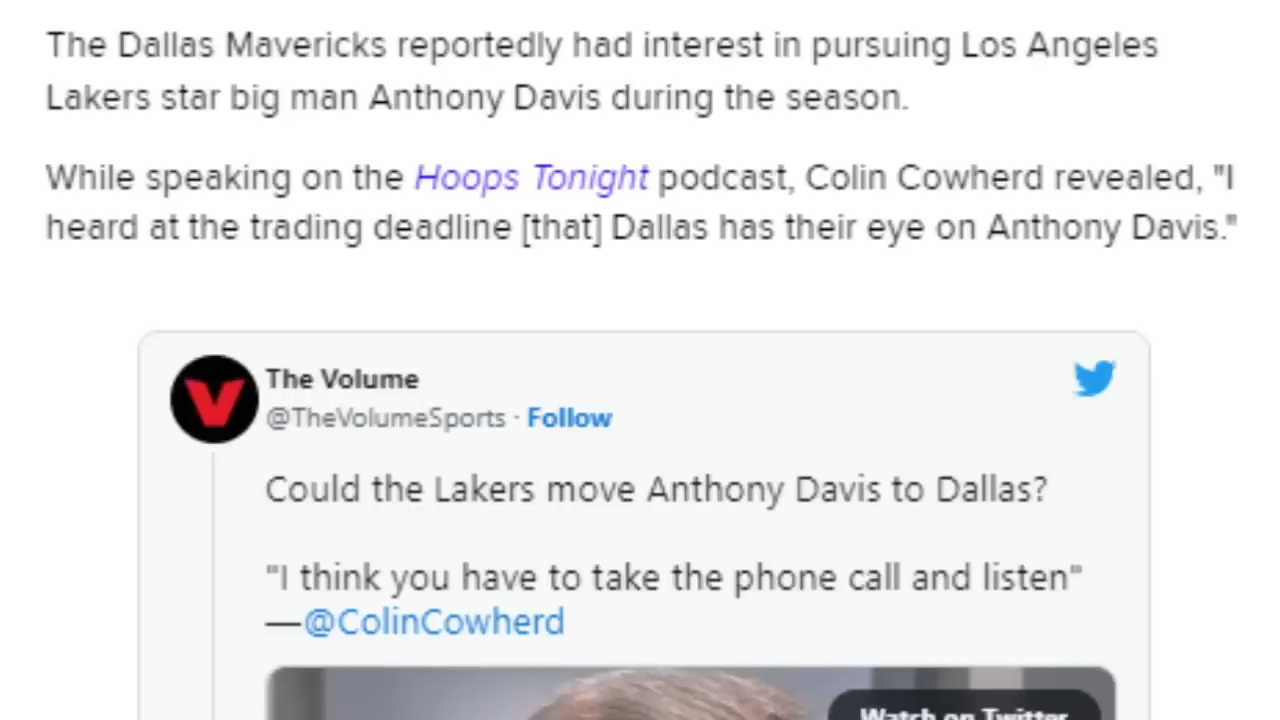 The Dallas Mavericks reportedly had interest in pursuing Los Angeles
Lakers star big man Anthony Davis during the season.
While speaking on the Hoops Tonight podcast, Colin Cowherd revealed, "I
heard at the trading deadline [that] Dallas has their eye on Anthony Davis."
V
The Volume
@TheVolumeSports · Follow
Could the Lakers move Anthony Davis to Dallas?
"I think you have to take the phone call and listen"
—@ColinCowherd
Watch on Twitter